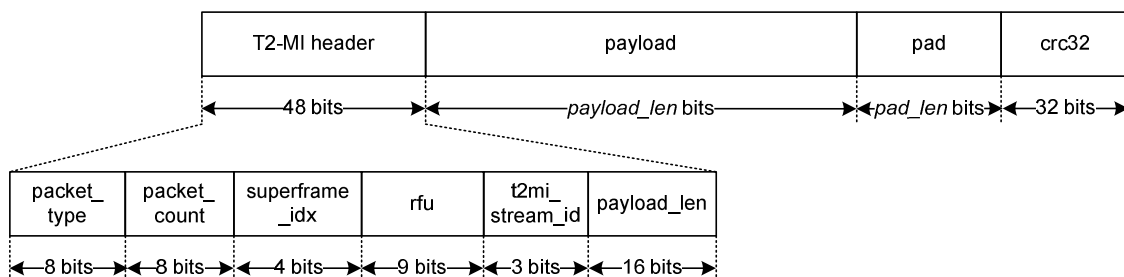 T2-MI header payload pad crc32
48 bits payload_len bits pad_len bits 32 bits
packet_
type packet_
count superframe
_idx rfu t2mi_
stream_id payload_len
8 bits 8 bits 4 bits 9 bits 3 bits 16 bits